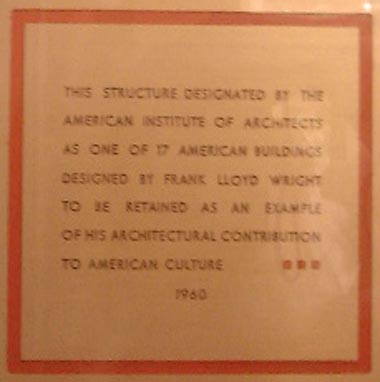 THIS STRUCTURE DESIGNATED BY THE
AMERICAN INSTITUTE OF ARCHITECTS
AS ONE OF 17 AMERICAN BUILDINGS
DESIGNED BY FRANK LLOYD WRIGHT
TO BE RETAINED AS AN EXAMPLE
OF HIS ARCHITECTURAL CONTRIBUTION
TO AMERICAN CULTURE
1960